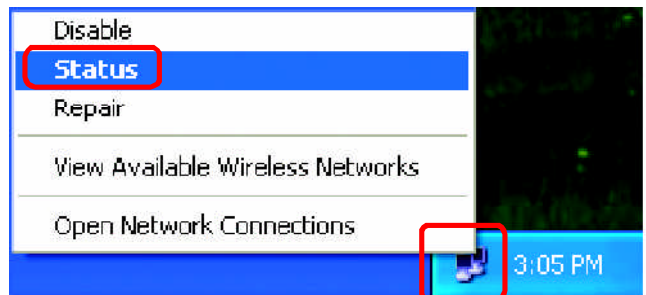 Disable
Status
Repair
View Available Wireless Networks
Open Network Connections
3:05 PM